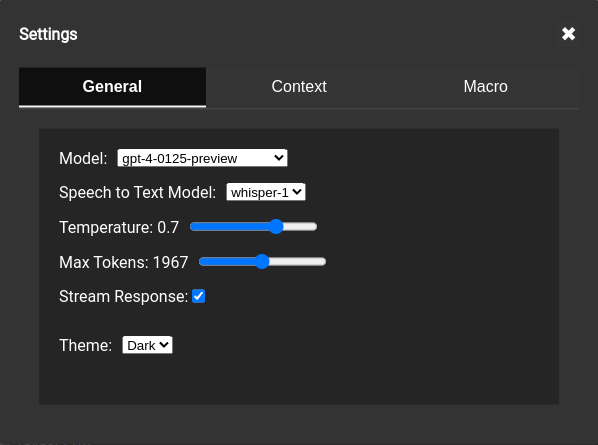 Settings ✖
General Context Macro
Model: gpt-4-0125-preview
Speech to Text Model: whisper-1
Temperature: 0.7
Max Tokens: 1967
Stream Response:
Theme: Dark